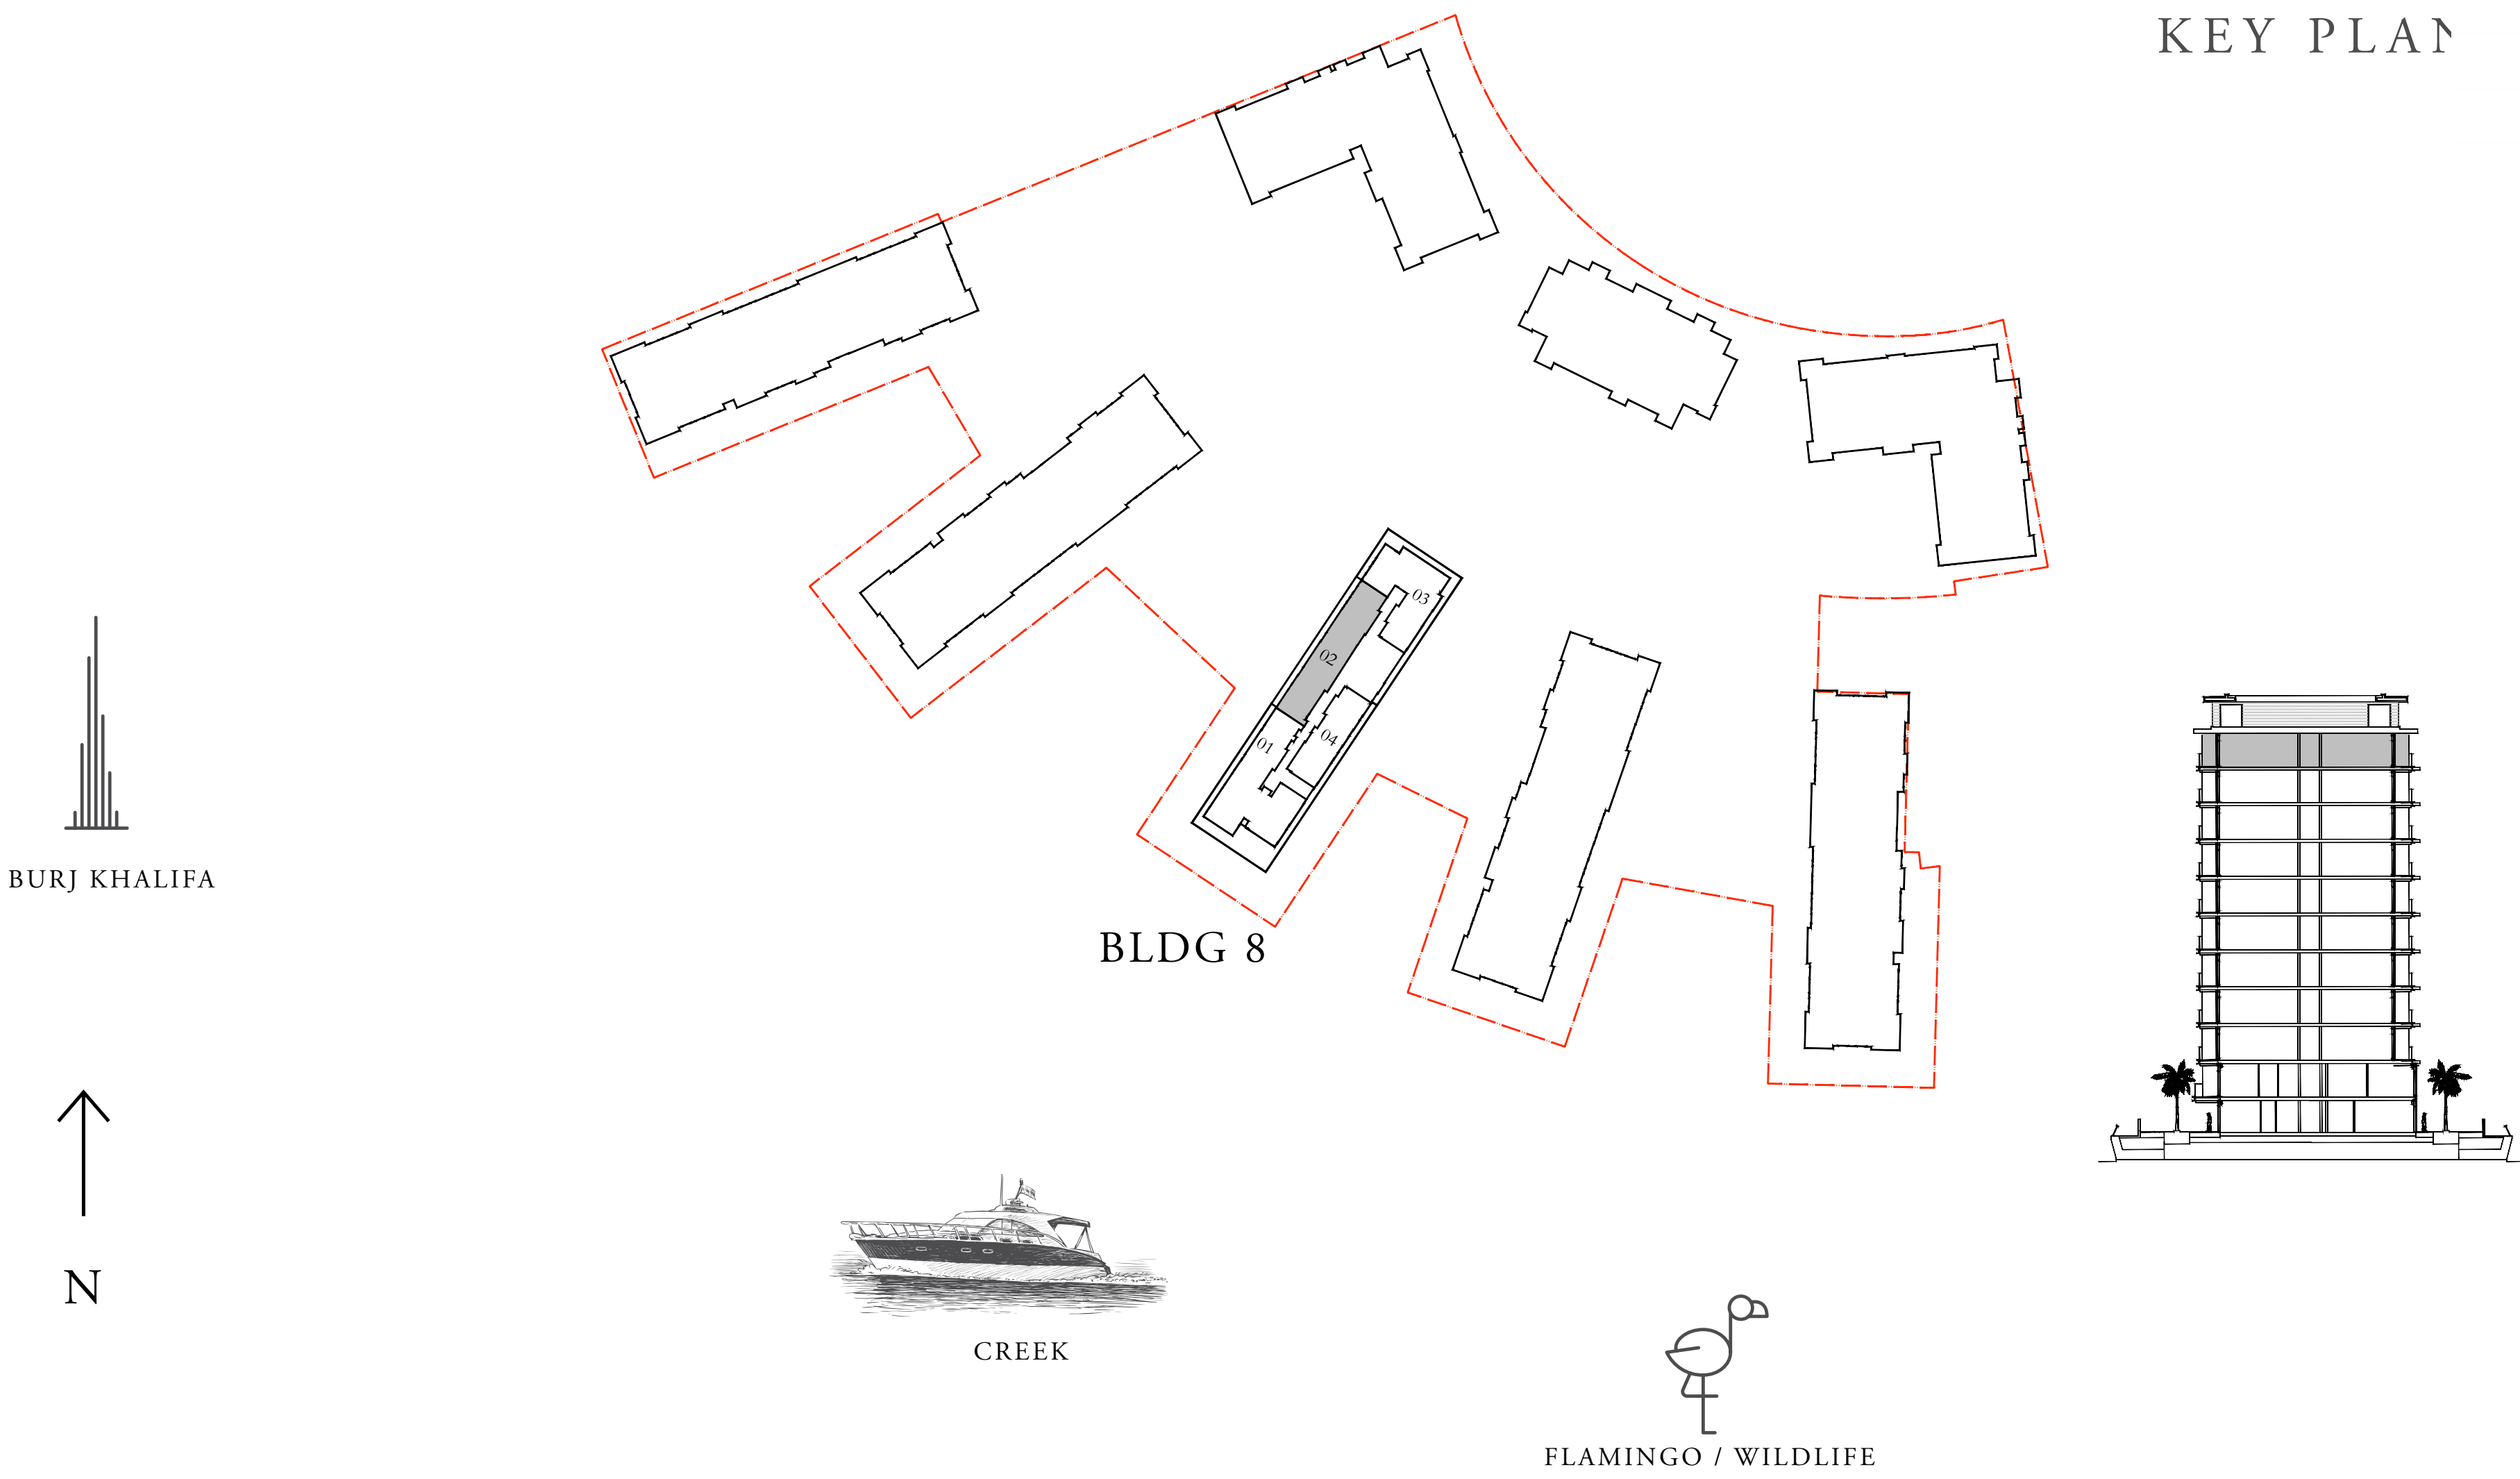 KEY PLAN
03
02
01
04
BURJ KHALIFA
BLDG 8
N
CREEK
FLAMINGO / WILDLIFE